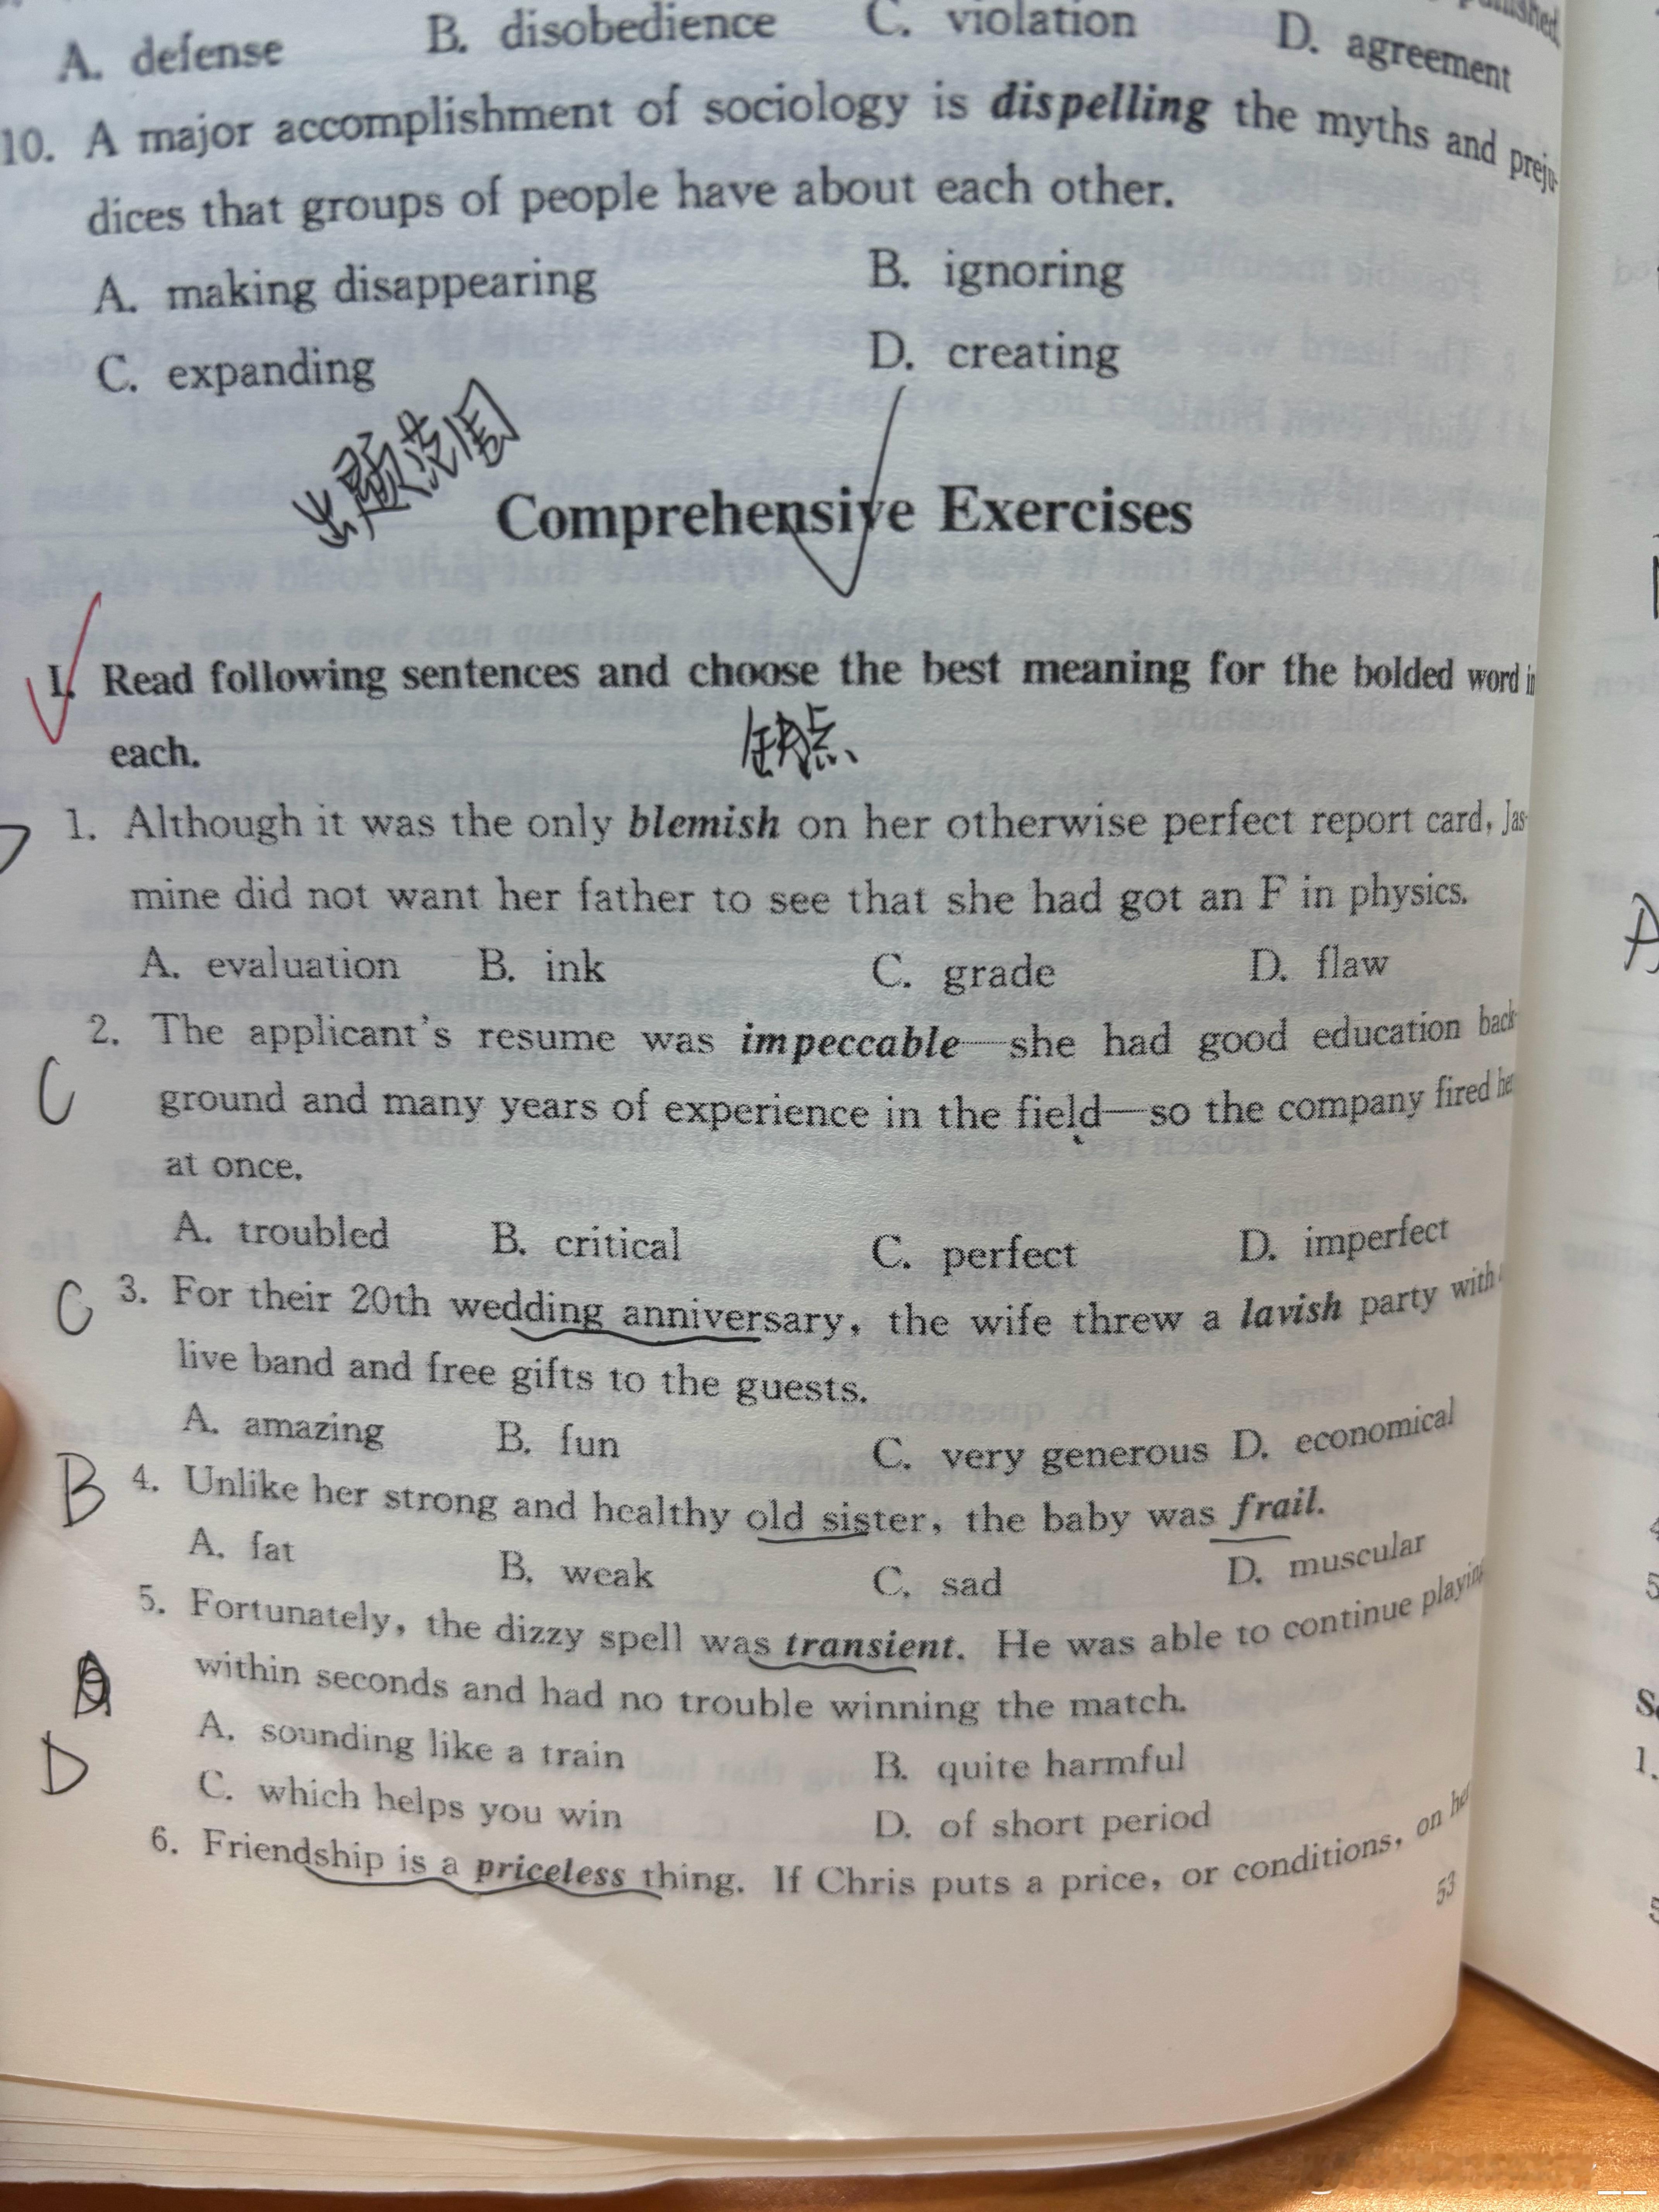 A. defense B. disobedience C. violation D. agreement
10. A major accomplishment of sociology is dispelling the myths and preju-
dices that groups of people have about each other.
A. making disappearing B. ignoring
C. expanding D. creating
出题范围
Comprehensive Exercises
I. Read following sentences and choose the best meaning for the bolded word in
each.
缺点
1. Although it was the only blemish on her otherwise perfect report card, Jas-
mine did not want her father to see that she had got an F in physics.
A. evaluation B. ink C. grade D. flaw
2. The applicant's resume was impeccable—she had good education back-
C
ground and many years of experience in the field—so the company fired her
at once.
A. troubled B. critical C. perfect D. imperfect
C 3. For their 20th wedding anniversary, the wife threw a lavish party with
live band and free gifts to the guests.
A. amazing B. fun C. very generous D. economical
B 4. Unlike her strong and healthy old sister, the baby was frail.
A. fat B. weak C. sad D. muscular
5. Fortunately, the dizzy spell was transient. He was able to continue playing
within seconds and had no trouble winning the match.
A. sounding like a train B. quite harmful
D
C. which helps you win D. of short period
6. Friendship is a priceless thing. If Chris puts a price, or conditions, on her
53